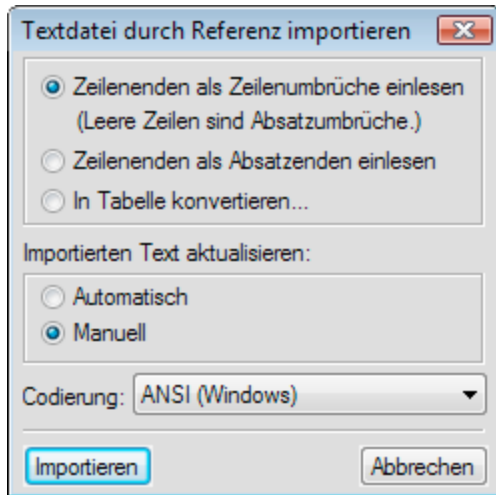 Textdatei durch Referenz importieren
Zeilenenden als Zeilenumbrüche einlesen
(Leere Zeilen sind Absatzumbrüche.)
Zeilenenden als Absatzenden einlesen
In Tabelle konvertieren...
Importierten Text aktualisieren:
Automatisch
Manuell
Codierung: ANSI (Windows)
Importieren Abbrechen